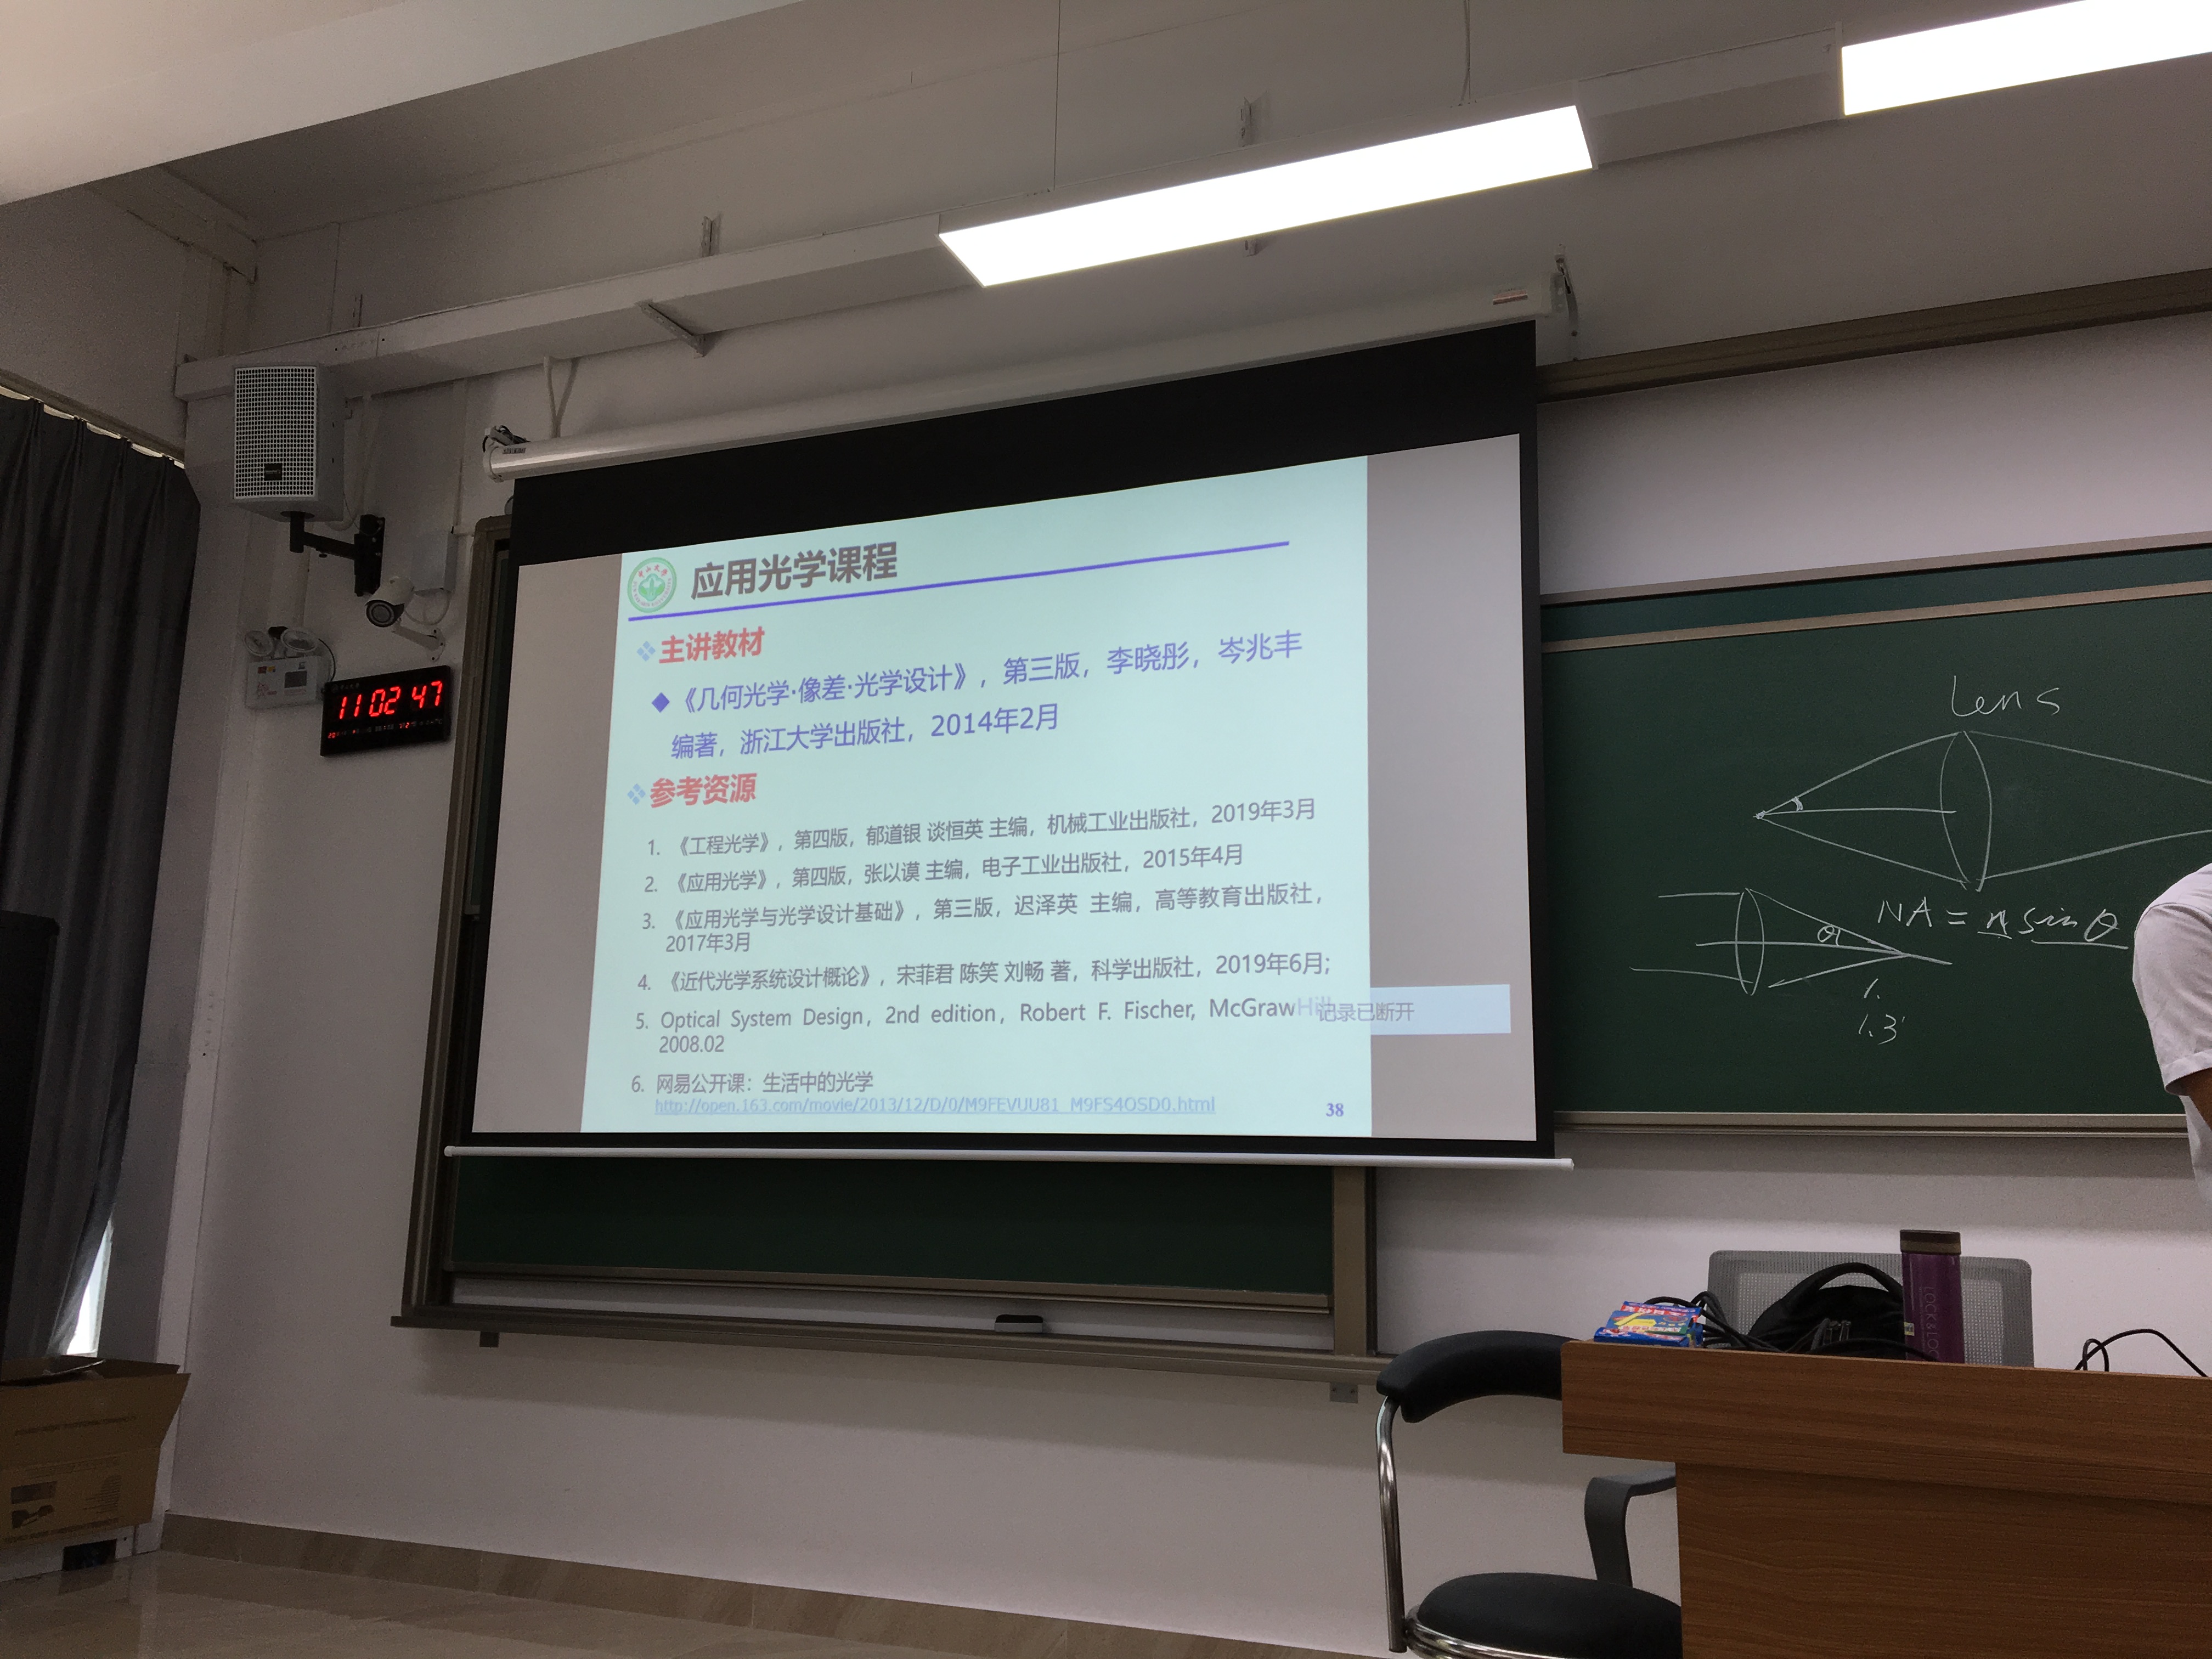 应用光学课程
主讲教材
《几何光学·像差·光学设计》，第三版，李晓彤，岑兆丰
编著，浙江大学出版社，2014年2月
参考资源
1. 《工程光学》，第四版，郁道银 谈恒英 主编，机械工业出版社，2019年3月
2. 《应用光学》，第四版，张以谟 主编，电子工业出版社，2015年4月
3. 《应用光学与光学设计基础》，第三版，迟泽英 主编，高等教育出版社，
2017年3月
4. 《近代光学系统设计概论》，宋菲君 陈笑 刘畅 著，科学出版社，2019年6月;
5. Optical System Design, 2nd edition, Robert F. Fischer, McGrawHill
2008.02
记录已断开
6. 网易公开课：生活中的光学
http://open.163.com/movie/2013/12/D/0/M9FEVUU81_M9FS4OSD0.html
38
11 02 47
Lens
NA = n sin θ
θ
1.
1.3
LOCK&LOC